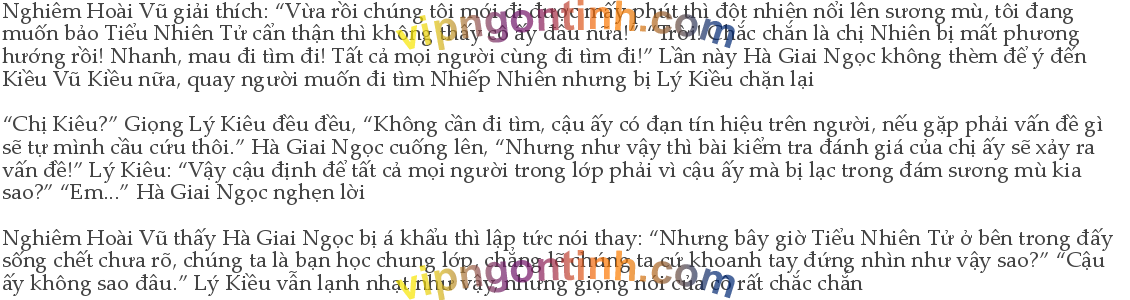 Nghiêm Hoài Vũ giải thích: “Vừa rồi chúng tôi mới đi được mấy phút thì đột nhiên nổi lên sương mù, tôi đang
muốn bảo Tiểu Nhiên Tử cẩn thận thì không thấy cô ấy đâu nữa!” “Thôi! Chắc chắn là chị Nhiên bị mất phương
hướng rồi! Nhanh, mau đi tìm đi! Tất cả mọi người cùng đi tìm đi!” Lần này Hà Giai Ngọc không thèm để ý đến
Kiều Vũ Kiều nữa, quay người muốn đi tìm Nhiếp Nhiên nhưng bị Lý Kiều chặn lại
“Chị Kiêu?” Giọng Lý Kiêu đều đều, “Không cần đi tìm, cậu ấy có đạn tín hiệu trên người, nếu gặp phải vấn đề gì
sẽ tự mình cầu cứu thôi.” Hà Giai Ngọc cuống lên, “Nhưng như vậy thì bài kiểm tra đánh giá của chị ấy sẽ xảy ra
vấn đề!” Lý Kiêu: “Vậy cậu định để tất cả mọi người trong lớp phải vì cậu ấy mà bị lạc trong đám sương mù kia
sao?” “Em...” Hà Giai Ngọc nghẹn lời
Nghiêm Hoài Vũ thấy Hà Giai Ngọc bị á khẩu thì lập tức nói thay: “Nhưng bây giờ Tiểu Nhiên Tử ở bên trong đấy
sống chết chưa rõ, chúng ta là bạn học chung lớp, chẳng lẽ chúng ta cứ khoanh tay đứng nhìn như vậy sao?” “Cậu
ấy không sao đâu.” Lý Kiều vẫn lạnh nhạt như vậy, nhưng giọng nói của cô rất chắc chắn
vipngontinh.com
vipngontinh.com